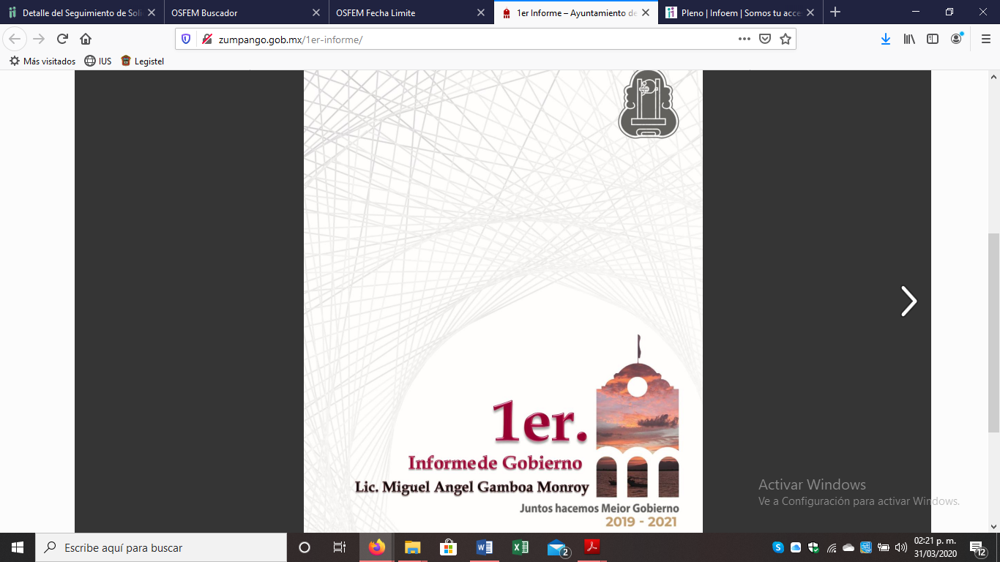 Detalle del Seguimiento de Soli
OSFEM Buscador
OSFEM Fecha Limite
1er Informe – Ayuntamiento de
Pleno | Infoem | Somos tu acce
zumpango.gob.mx/1er-informe/
Más visitados
IUS
Legistel
1er.
Informe de Gobierno
Lic. Miguel Angel Gamboa Monroy
Juntos hacemos Mejor Gobierno
2019 - 2021
Activar Windows
Ve a Configuración para activar Windows.
Escribe aquí para buscar
2
02:21 p. m.
31/03/2020
12